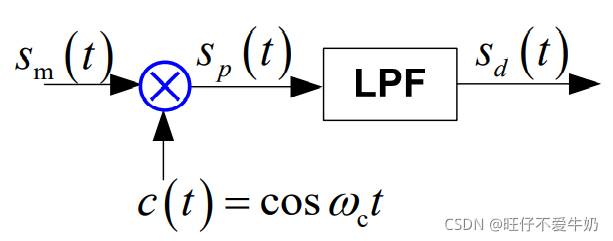 s_m(t) s_p(t) LPF s_d(t)
c(t) = cos ω_c t
CSDN @旺仔不爱牛奶